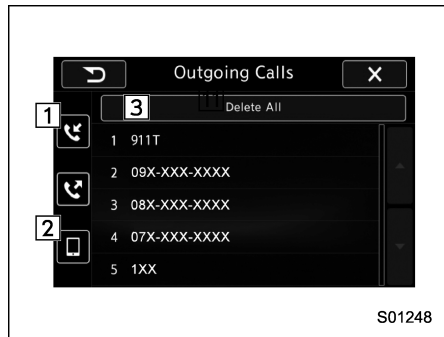 Outgoing Calls
Delete All
1
3
1 911T
2 09X-XXX-XXXX
3 08X-XXX-XXXX
2
4 07X-XXX-XXXX
5 1XX
S01248